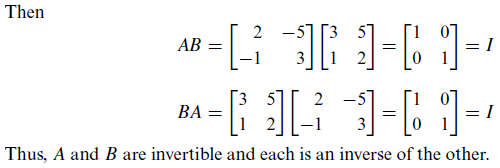 Then
AB = [2 -5 -1 3] [3 5 1 2] = [1 0 0 1] = I
BA = [3 5 1 2] [2 -5 -1 3] = [1 0 0 1] = I
Thus, A and B are invertible and each is an inverse of the other.